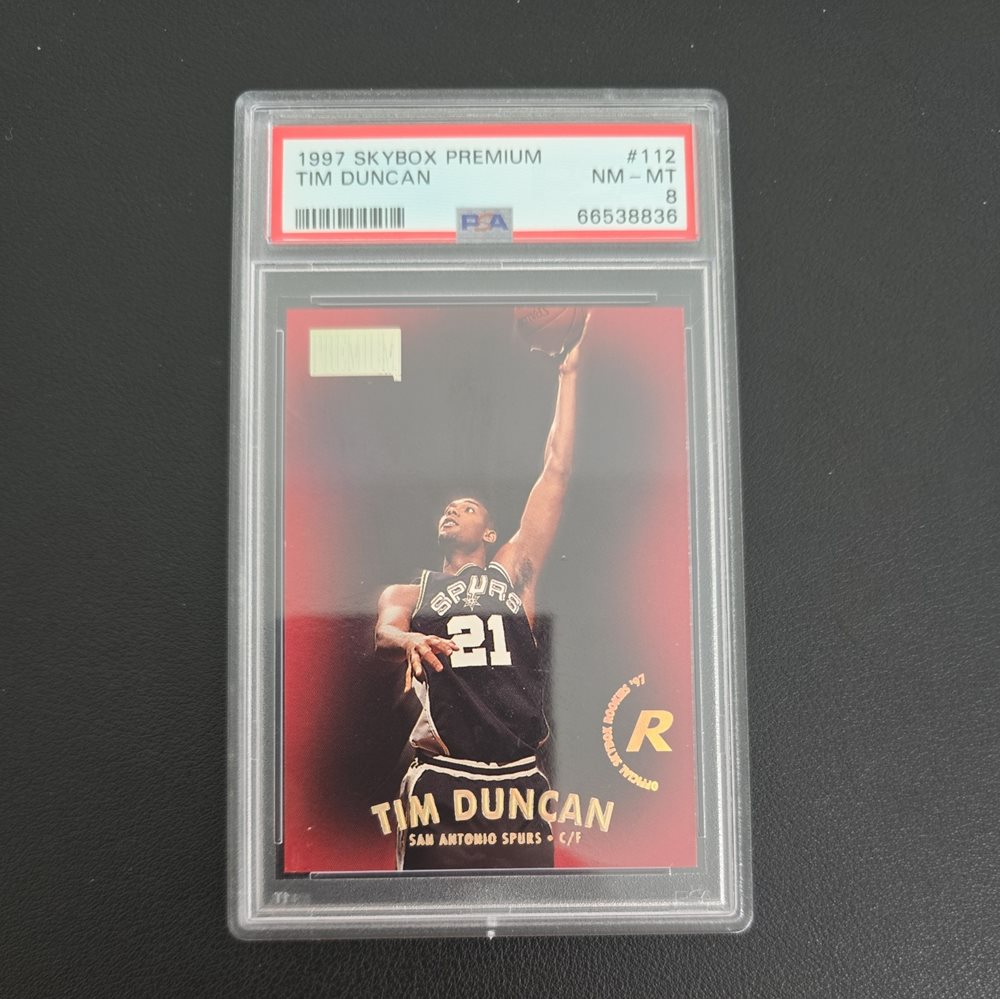 1997 SKYBOX PREMIUM #112
TIM DUNCAN NM - MT
8
PSA 66538836
PREMIUM
SPURS
21
OFFICIAL SKYBOX ROOKIES '97
R
TIM DUNCAN
SAN ANTONIO SPURS • C/F